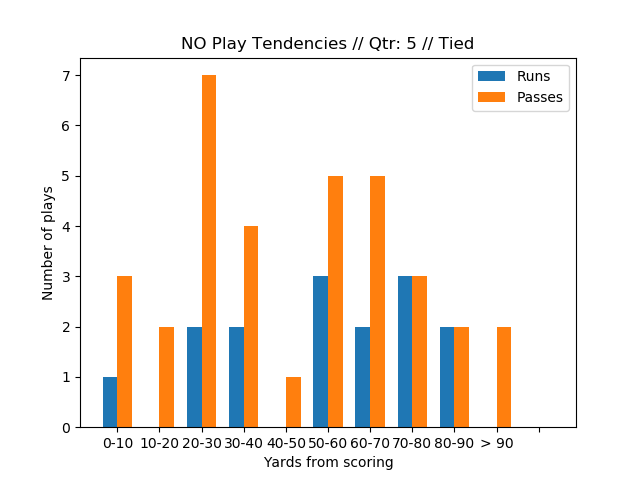 NO Play Tendencies // Qtr: 5 // Tied
Runs
Passes
Number of plays
7
6
5
4
3
2
1
0
0-10 10-20 20-30 30-40 40-50 50-60 60-70 70-80 80-90 > 90
Yards from scoring